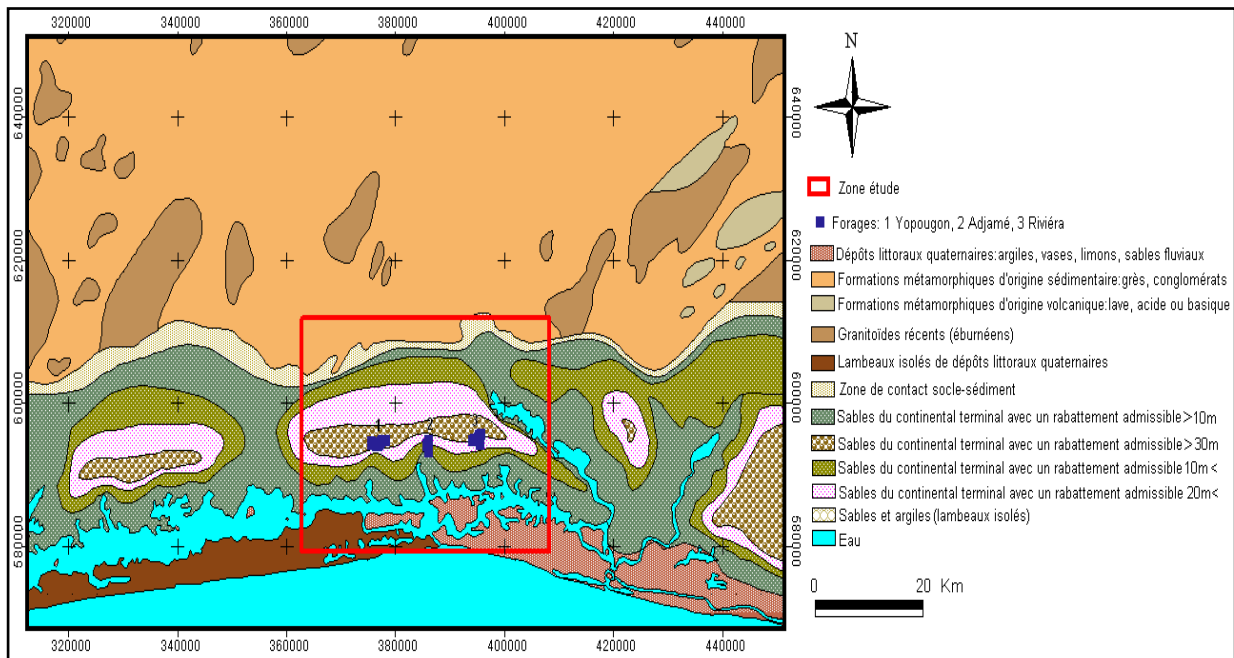 320000 340000 360000 380000 400000 420000 440000
640000 640000
620000 620000
600000 600000
580000 580000
1 2
320000 340000 360000 380000 400000 420000 440000
N
Zone étude
Forages: 1 Yopougon, 2 Adjamé, 3 Riviéra
Dépôts littoraux quaternaires:argiles, vases, limons, sables fluviaux
Formations métamorphiques d'origine sédimentaire:grès, conglomérats
Formations métamorphiques d'origine volcanique:lave, acide ou basique
Granitoïdes récents (éburnéens)
Lambeaux isolés de dépôts littoraux quaternaires
Zone de contact socle-sédiment
Sables du continental terminal avec un rabattement admissible>10m
Sables du continental terminal avec un rabattement admissible>30m
Sables du continental terminal avec un rabattement admissible 10m<
Sables du continental terminal avec un rabattement admissible 20m<
Sables et argiles (lambeaux isolés)
Eau
0 20 Km